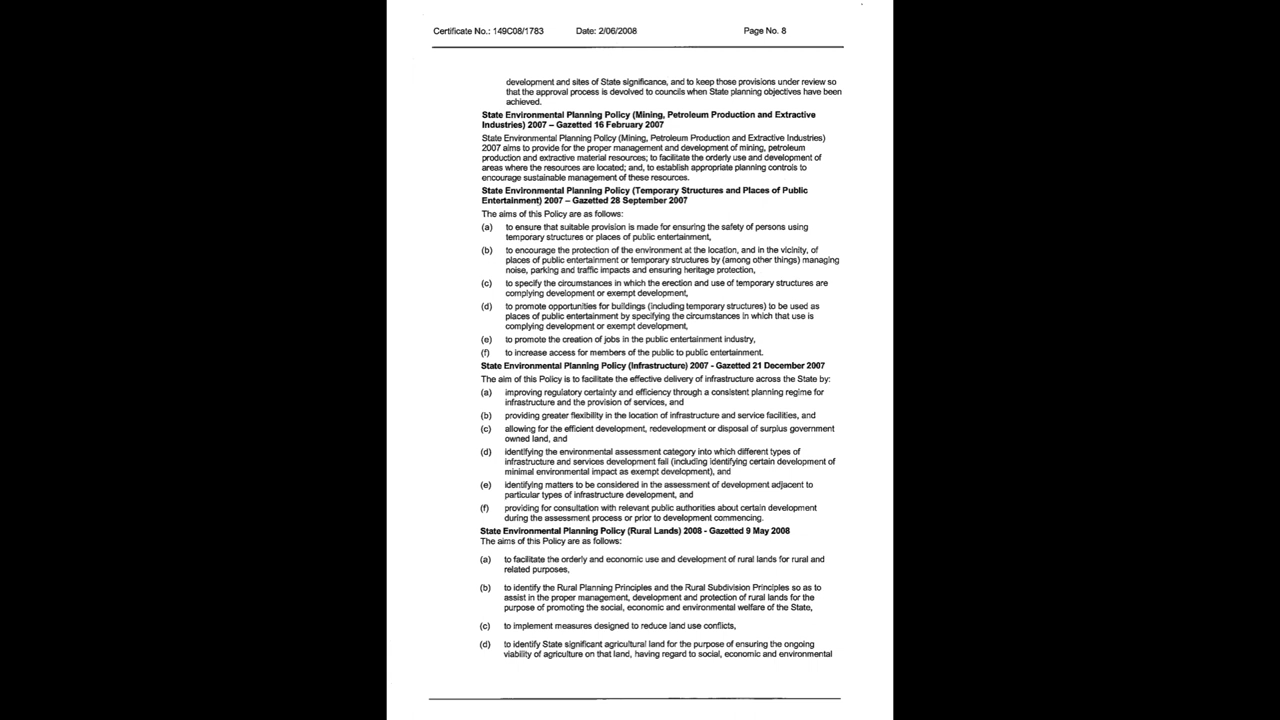 Certificate No.: 149C08/1783 Date: 2/06/2008 Page No. 8
development and sites of State significance, and to keep those provisions under review so
that the approval process is devolved to councils when State planning objectives have been
achieved.
State Environmental Planning Policy (Mining, Petroleum Production and Extractive
Industries) 2007 – Gazetted 16 February 2007
State Environmental Planning Policy (Mining, Petroleum Production and Extractive Industries)
2007 aims to provide for the proper management and development of mining, petroleum
production and extractive material resources; to facilitate the orderly use and development of
areas where the resources are located; and, to establish appropriate planning controls to
encourage sustainable management of these resources.
State Environmental Planning Policy (Temporary Structures and Places of Public
Entertainment) 2007 – Gazetted 28 September 2007
The aims of this Policy are as follows:
(a) to ensure that suitable provision is made for ensuring the safety of persons using
temporary structures or places of public entertainment,
(b) to encourage the protection of the environment at the location, and in the vicinity, of
places of public entertainment or temporary structures by (among other things) managing
noise, parking and traffic impacts and ensuring heritage protection,
(c) to specify the circumstances in which the erection and use of temporary structures are
complying development or exempt development,
(d) to promote opportunities for buildings (including temporary structures) to be used as
places of public entertainment by specifying the circumstances in which that use is
complying development or exempt development,
(e) to promote the creation of jobs in the public entertainment industry,
(f) to increase access for members of the public to public entertainment.
State Environmental Planning Policy (Infrastructure) 2007 - Gazetted 21 December 2007
The aim of this Policy is to facilitate the effective delivery of infrastructure across the State by:
(a) improving regulatory certainty and efficiency through a consistent planning regime for
infrastructure and the provision of services, and
(b) providing greater flexibility in the location of infrastructure and service facilities, and
(c) allowing for the efficient development, redevelopment or disposal of surplus government
owned land, and
(d) identifying the environmental assessment category into which different types of
infrastructure and services development fall (including identifying certain development of
minimal environmental impact as exempt development), and
(e) identifying matters to be considered in the assessment of development adjacent to
particular types of infrastructure development, and
(f) providing for consultation with relevant public authorities about certain development
during the assessment process or prior to development commencing.
State Environmental Planning Policy (Rural Lands) 2008 - Gazetted 9 May 2008
The aims of this Policy are as follows:
(a) to facilitate the orderly and economic use and development of rural lands for rural and
related purposes,
(b) to identify the Rural Planning Principles and the Rural Subdivision Principles so as to
assist in the proper management, development and protection of rural lands for the
purpose of promoting the social, economic and environmental welfare of the State,
(c) to implement measures designed to reduce land use conflicts,
(d) to identify State significant agricultural land for the purpose of ensuring the ongoing
viability of agriculture on that land, having regard to social, economic and environmental